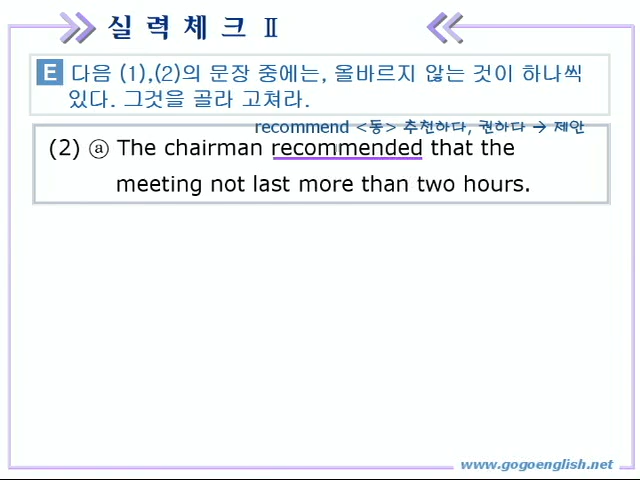 실 력 체 크 Ⅱ
E 다음 (1),(2)의 문장 중에는, 올바르지 않는 것이 하나씩
있다. 그것을 골라 고쳐라.
recommend <동> 추천하다, 권하다 → 제안
(2) ⓐ The chairman recommended that the
meeting not last more than two hours.
www.gogoenglish.net